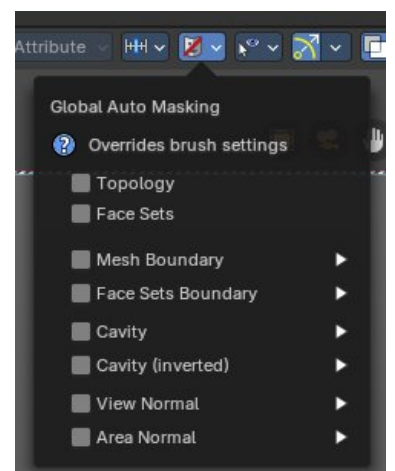 Attribute
Global Auto Masking
Overrides brush settings
Topology
Face Sets
Mesh Boundary
Face Sets Boundary
Cavity
Cavity (inverted)
View Normal
Area Normal